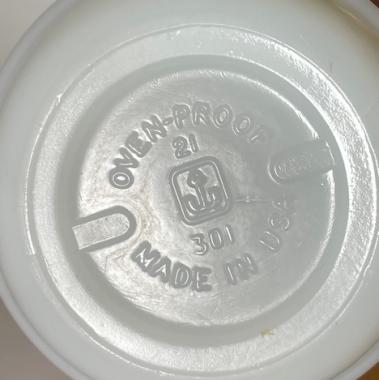 OVEN-PROOF
21
301
MADE IN USA